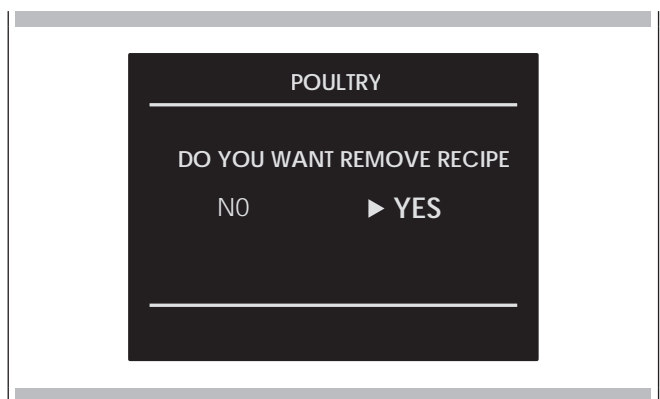 POULTRY
DO YOU WANT REMOVE RECIPE
N0 ▶ YES